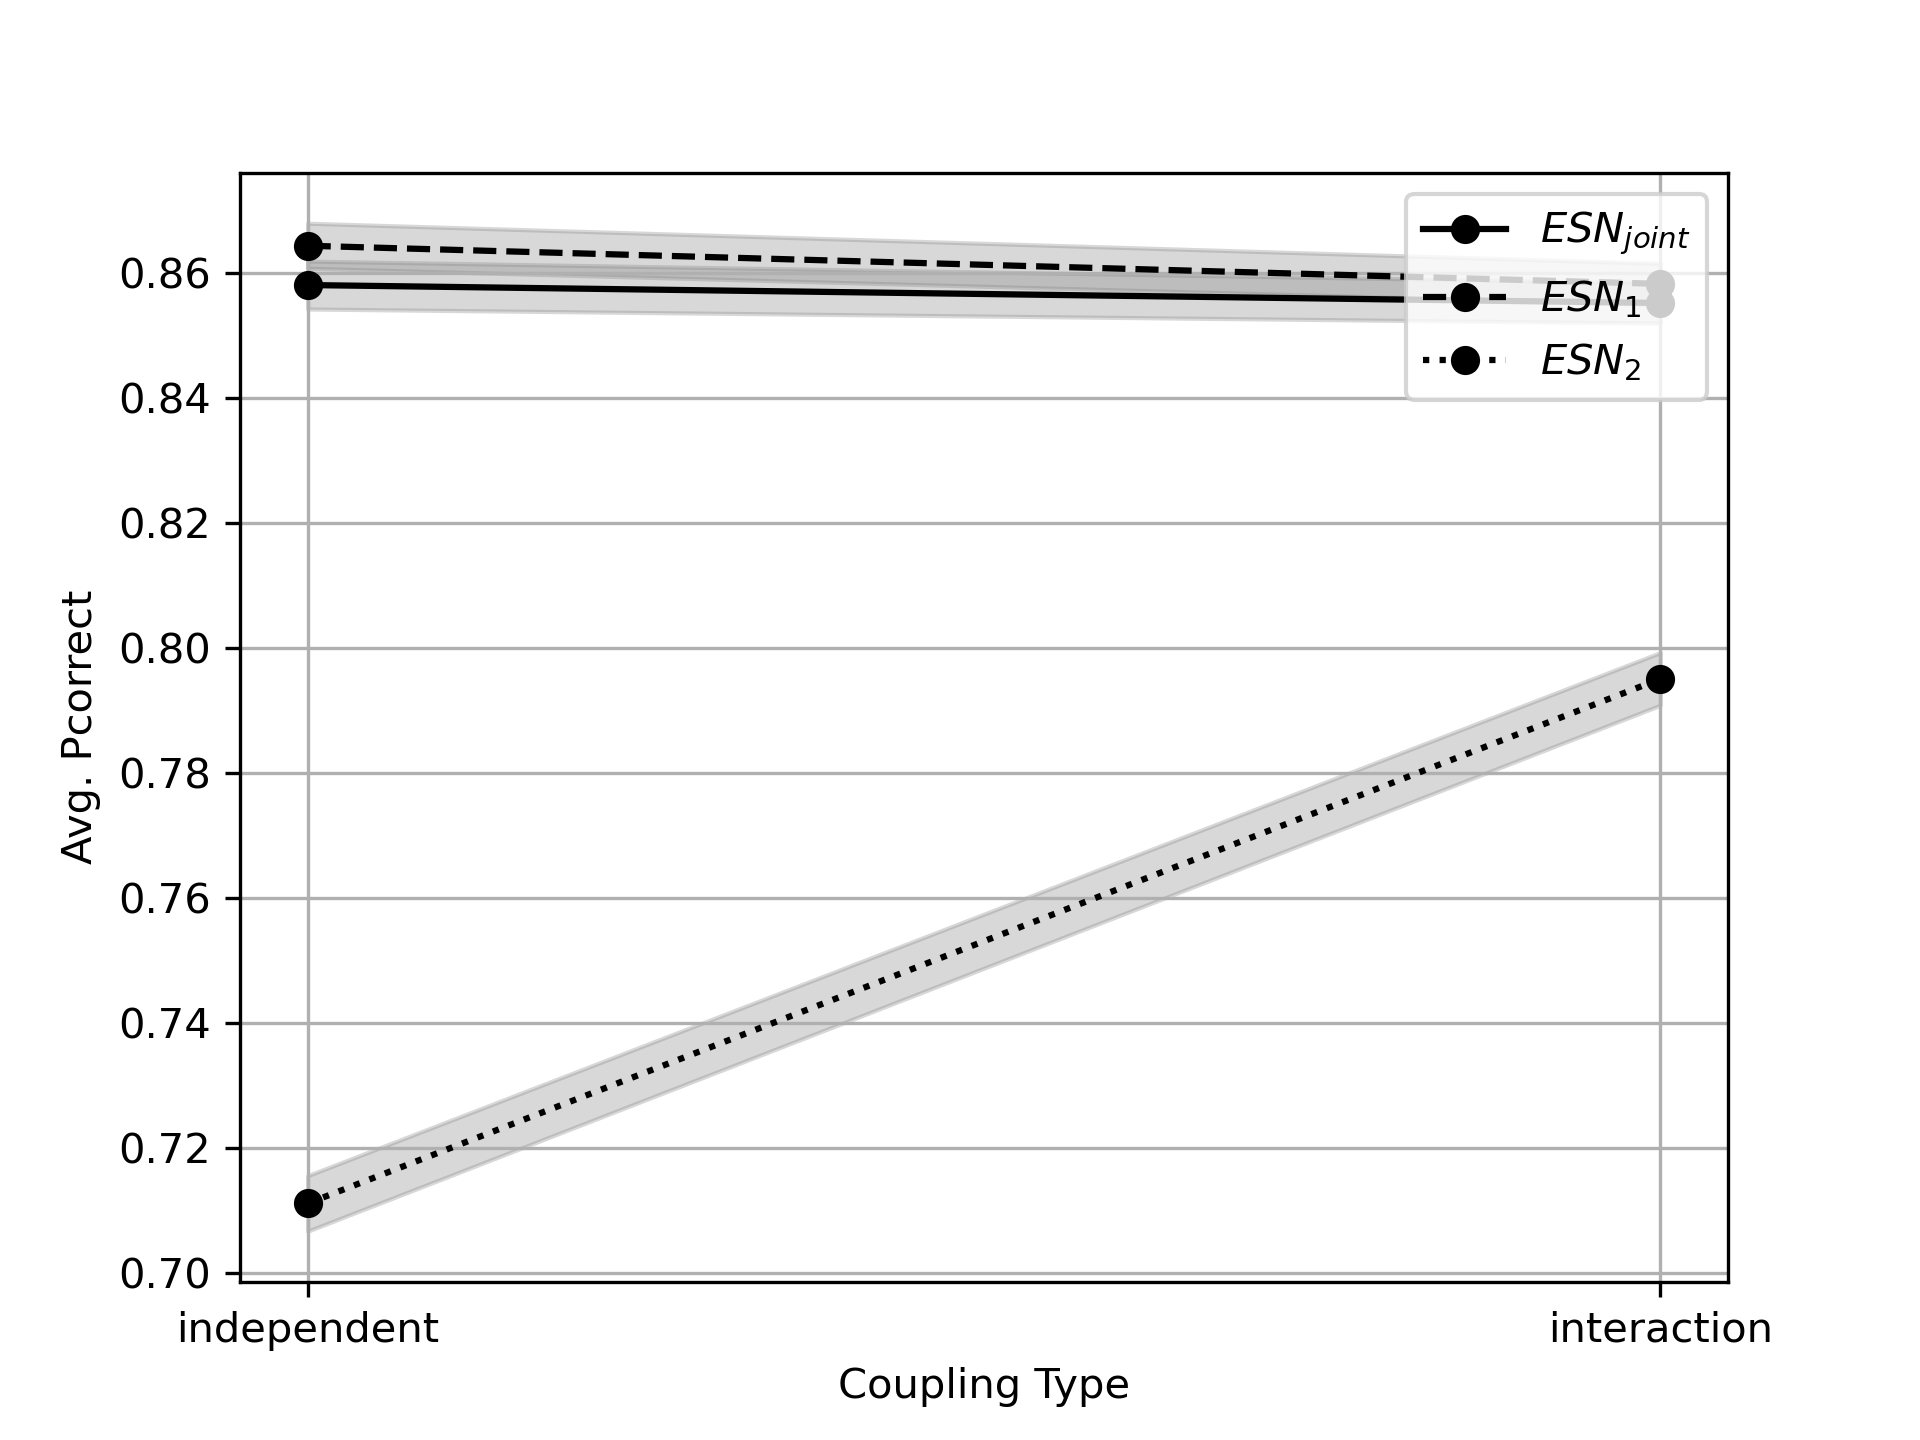 ESN_joint
ESN_1
ESN_2
0.86
0.84
0.82
0.80
0.78
0.76
0.74
0.72
0.70
Avg. Pcorrect
independent
interaction
Coupling Type